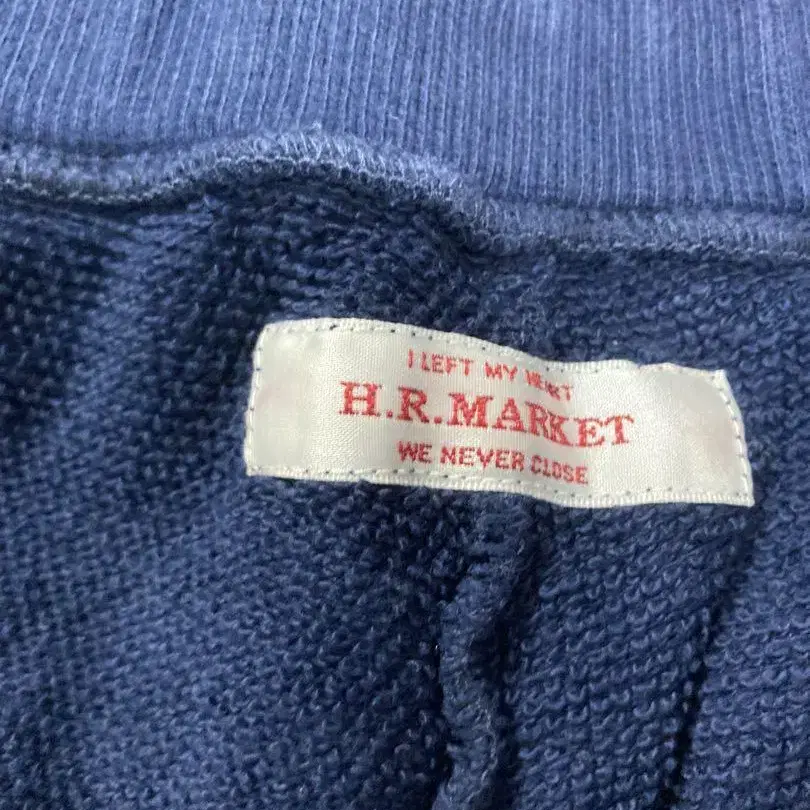 I LEFT MY HEART
H.R.MARKET
WE NEVER CLOSE